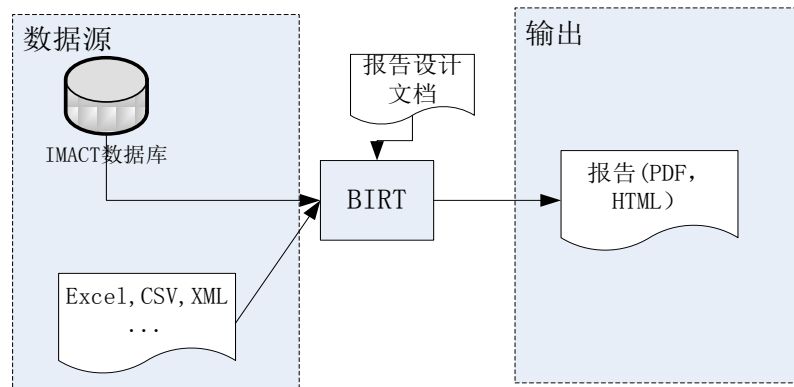 数据源
IMACT数据库
Excel,CSV,XML
...
报告设计
文档
BIRT
输出
报告(PDF，
HTML）